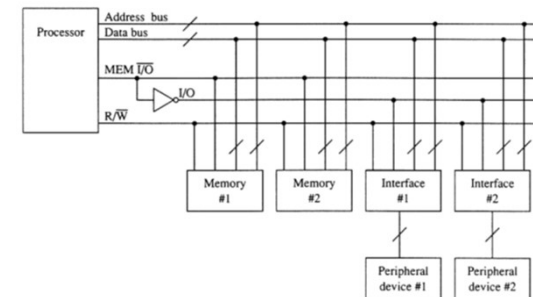 Address bus
Processor
Data bus
MEM I/O
I/O
R/W
Memory
#1
Memory
#2
Interface
#1
Interface
#2
Peripheral
device #1
Peripheral
device #2